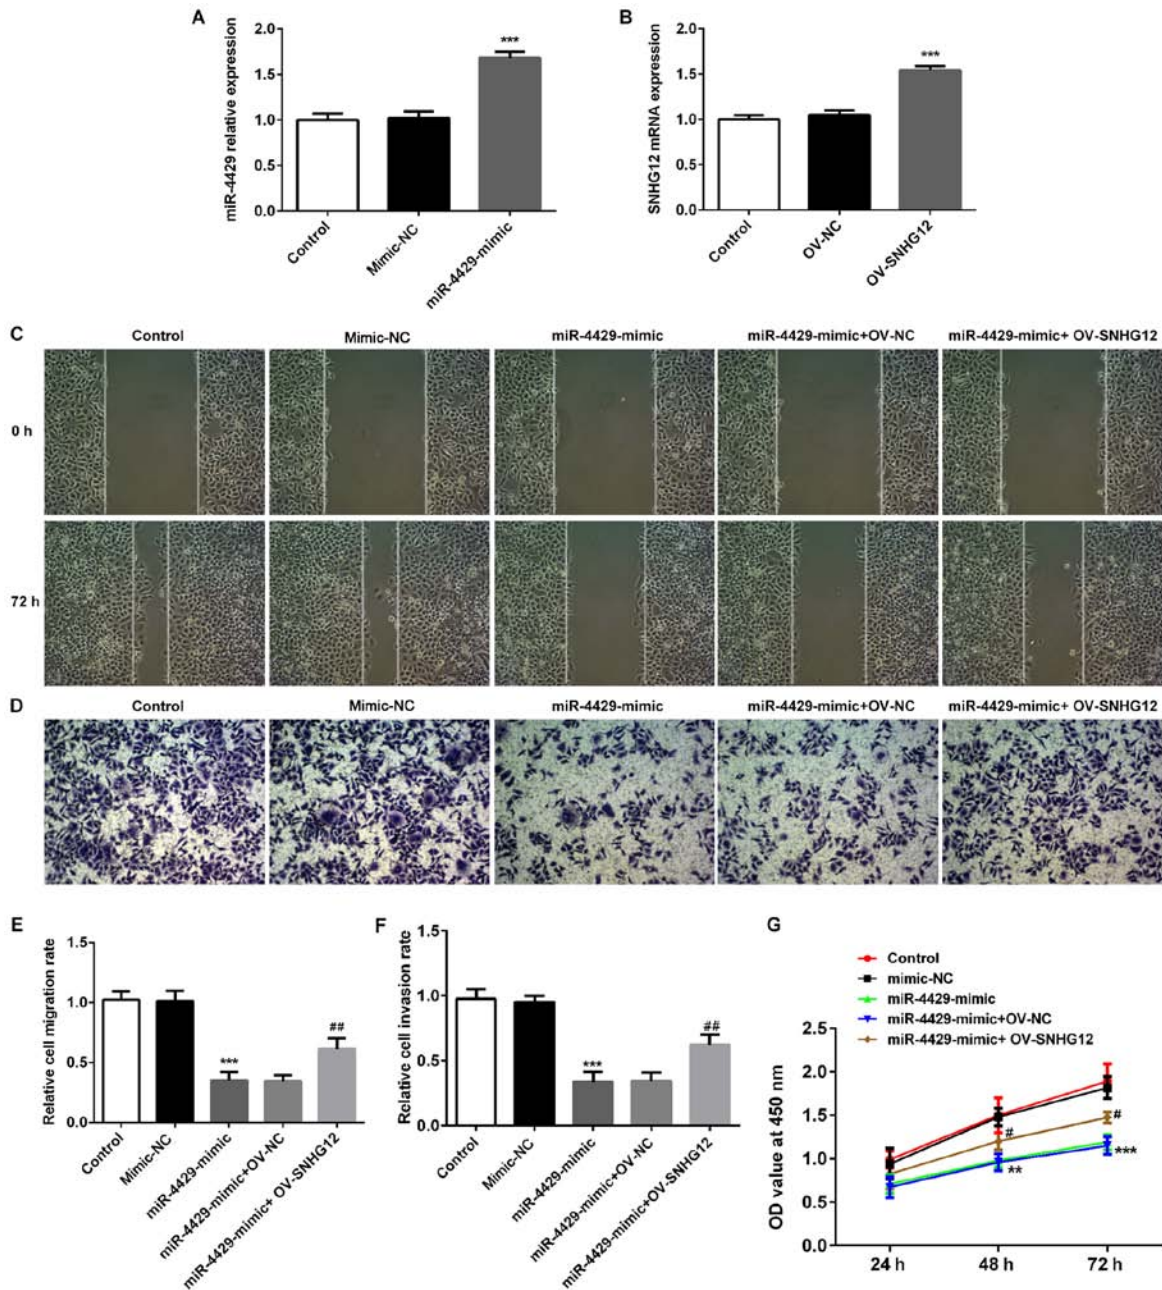 A
miR-4429 relative expression
2.0
1.5
1.0
0.5
0.0
***
Control
Mimic-NC
miR-4429-mimic
B
SNHG12 mRNA expression
2.0
1.5
1.0
0.5
0.0
***
Control
OV-NC
OV-SNHG12
C
Control
Mimic-NC
miR-4429-mimic
miR-4429-mimic+OV-NC
miR-4429-mimic+ OV-SNHG12
0 h
72 h
D
Control
Mimic-NC
miR-4429-mimic
miR-4429-mimic+OV-NC
miR-4429-mimic+ OV-SNHG12
E
Relative cell migration rate
1.5
1.0
0.5
0.0
***
##
Control
Mimic-NC
miR-4429-mimic
miR-4429-mimic+OV-NC
miR-4429-mimic+ OV-SNHG12
F
Relative cell invasion rate
1.5
1.0
0.5
0.0
***
##
Control
Mimic-NC
miR-4429-mimic
miR-4429-mimic+OV-NC
miR-4429-mimic+OV-SNHG12
G
Control
mimic-NC
miR-4429-mimic
miR-4429-mimic+OV-NC
miR-4429-mimic+ OV-SNHG12
OD value at 450 nm
2.5
2.0
1.5
1.0
0.5
0.0
#
**
#
***
24 h
48 h
72 h